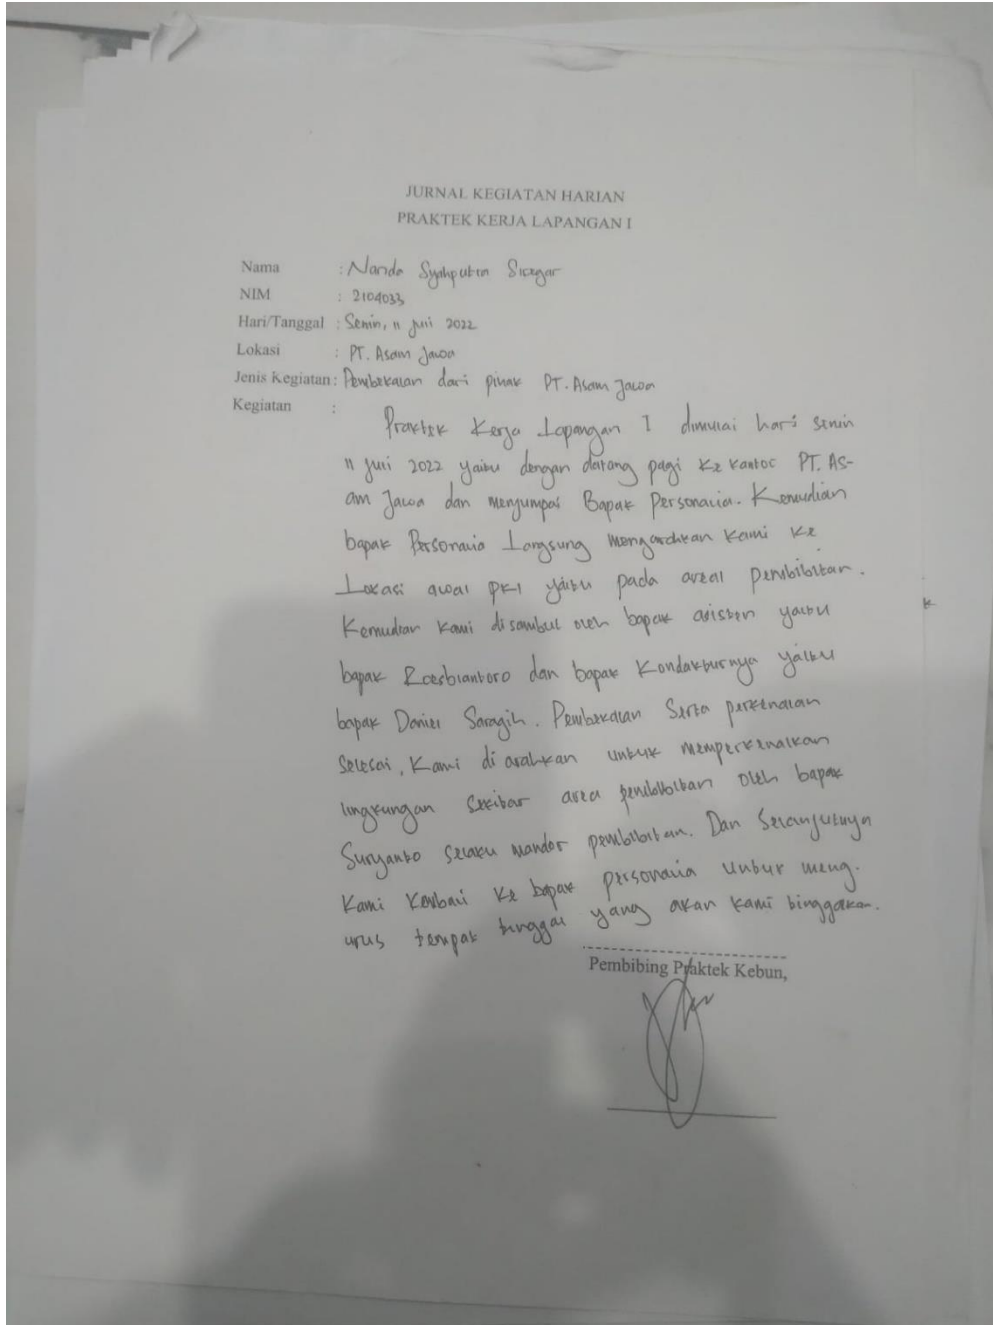 JURNAL KEGIATAN HARIAN
PRAKTEK KERJA LAPANGAN I
Nama : Nanda Syahputra Siregar
NIM : 2104033
Hari/Tanggal : Senin, 11 Juli 2022
Lokasi : PT. Asam Jawa
Jenis Kegiatan : Pembekalan dari pihak PT. Asam Jawa
Kegiatan :
Praktek Kerja Lapangan I dimulai hari senin
11 Juli 2022 yaitu dengan datang pagi ke kantor PT. As-
am Jawa dan menjumpai Bapak Personalia. Kemudian
bapak Personalia Langsung mengarahkan kami ke
Lokasi awal PKL yaitu pada areal pembibitan.
Kemudian kami disambut oleh bapak asisten yaitu
bapak Roesbiantoro dan bapak Kondakturnya yaitu
bapak Daniel Saragih. Pembekalan Serta perkenalan
selesai, Kami di arahkan untuk memperkenalkan
lingkungan Sekitar area pembibitan oleh bapak
Suryanto selaku mandor pembibitan. Dan Selanjutnya
Kami Kembali ke bapak personalia untuk meng-
urus tempat tinggal yang akan kami tinggalkan.
Pembibing Praktek Kebun,